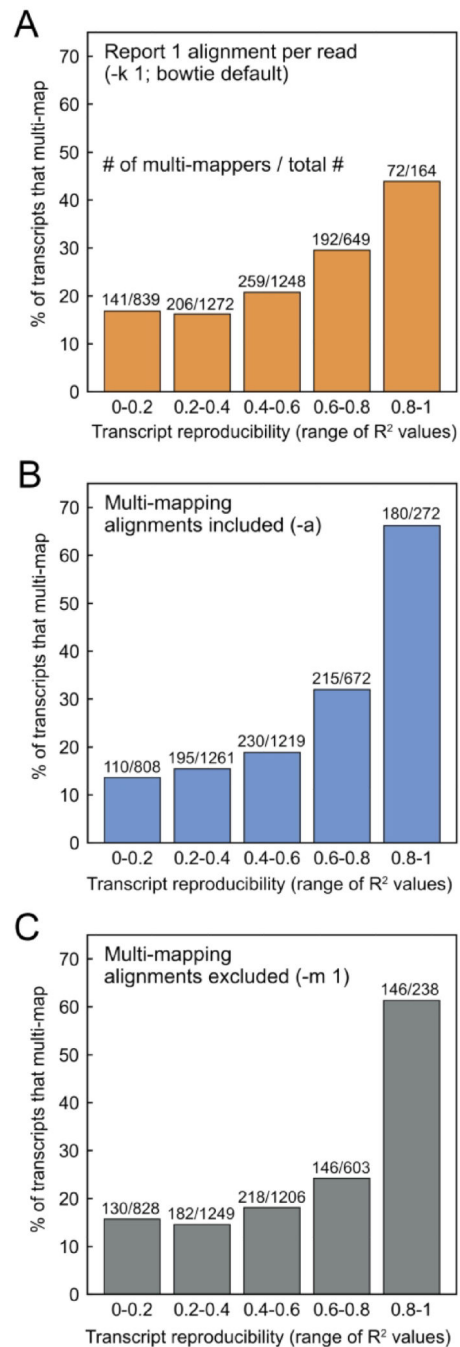 A
Report 1 alignment per read
(-k 1; bowtie default)
# of multi-mappers / total #
% of transcripts that multi-map
70
60
50
40
30
20
10
0
141/839
206/1272
259/1248
192/649
72/164
0-0.2 0.2-0.4 0.4-0.6 0.6-0.8 0.8-1
Transcript reproducibility (range of R² values)
B
Multi-mapping
alignments included (-a)
% of transcripts that multi-map
70
60
50
40
30
20
10
0
110/808
195/1261
230/1219
215/672
180/272
0-0.2 0.2-0.4 0.4-0.6 0.6-0.8 0.8-1
Transcript reproducibility (range of R² values)
C
Multi-mapping
alignments excluded (-m 1)
% of transcripts that multi-map
70
60
50
40
30
20
10
0
130/828
182/1249
218/1206
146/603
146/238
0-0.2 0.2-0.4 0.4-0.6 0.6-0.8 0.8-1
Transcript reproducibility (range of R² values)